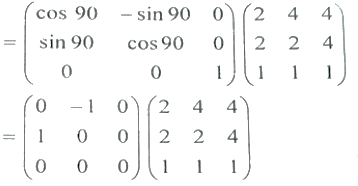 = ( cos 90 - sin 90 0 ) ( 2 4 4 )
sin 90 cos 90 0 2 2 4
0 0 1 1 1 1
= ( 0 - 1 0 ) ( 2 4 4 )
1 0 0 2 2 4
0 0 0 1 1 1